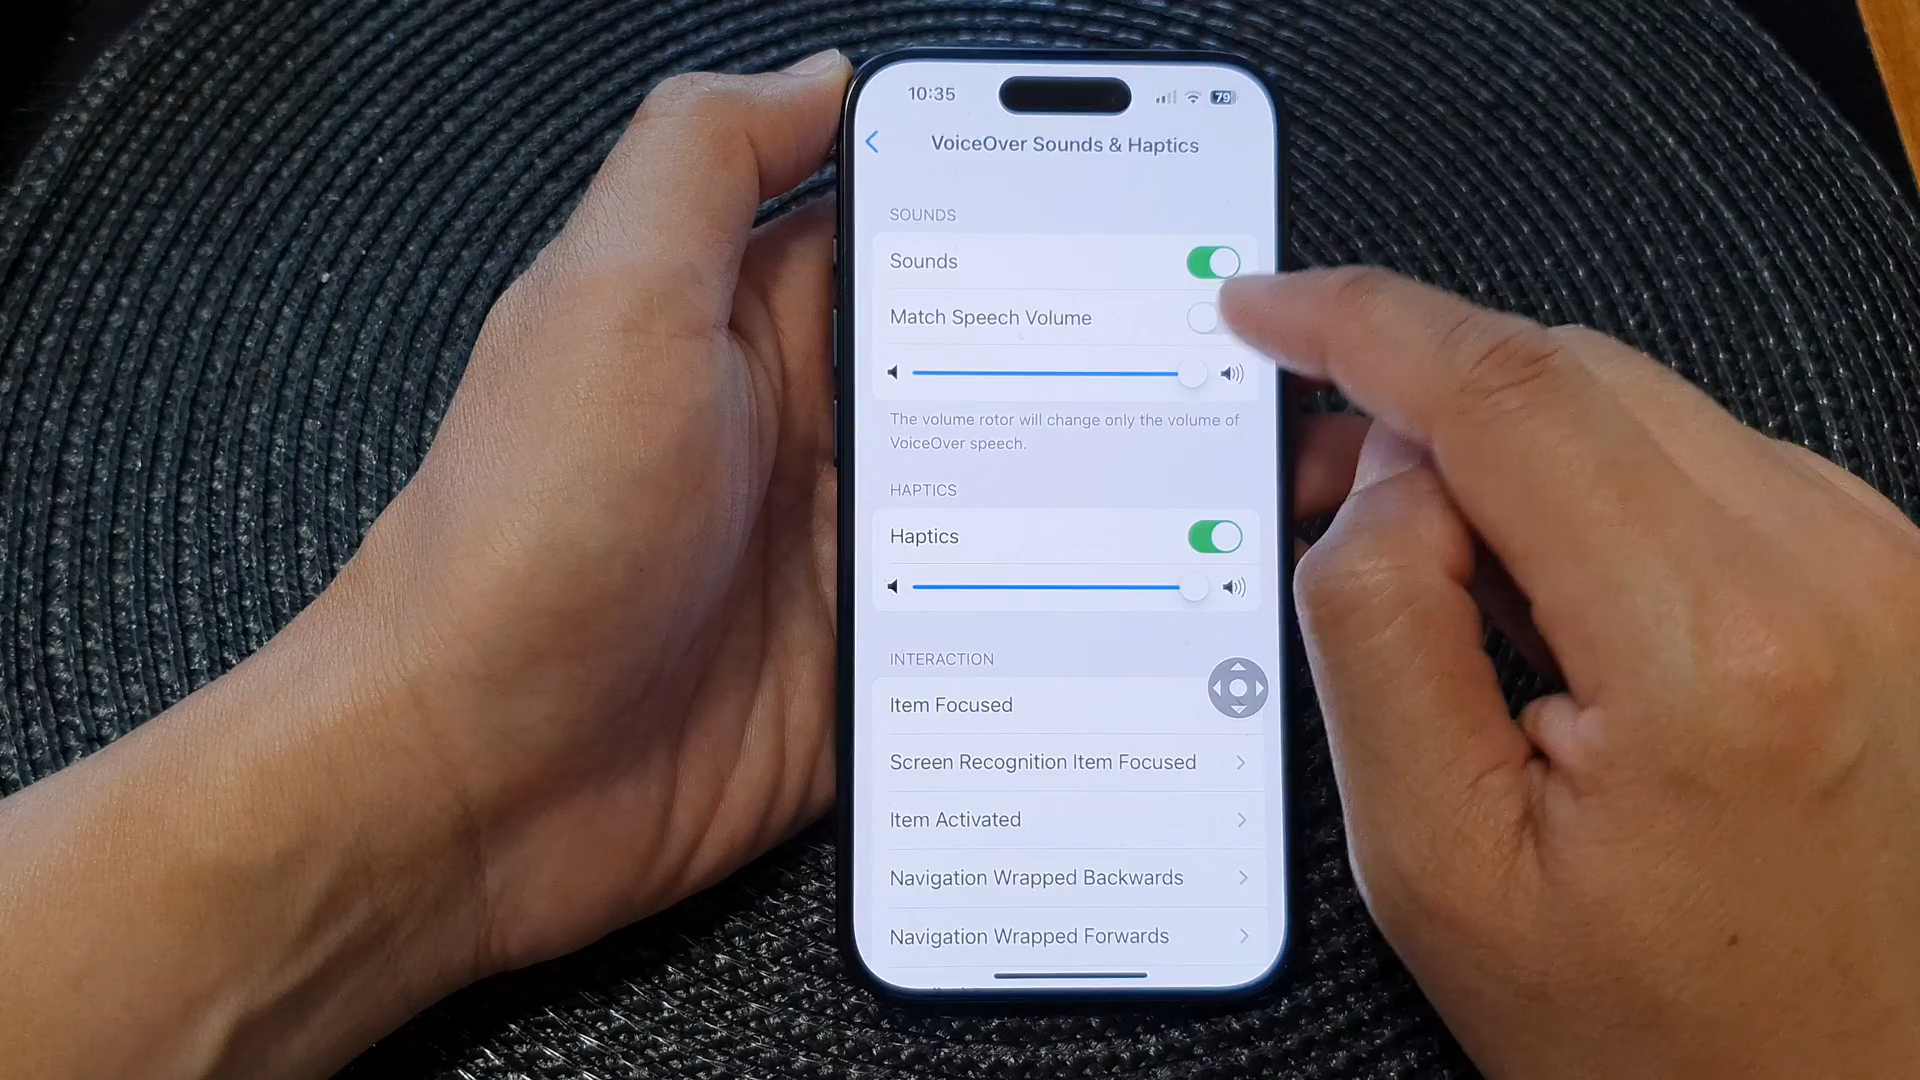 10:35
79
VoiceOver Sounds & Haptics
SOUNDS
Sounds
Match Speech Volume
The volume rotor will change only the volume of
VoiceOver speech.
HAPTICS
Haptics
INTERACTION
Item Focused
Screen Recognition Item Focused
Item Activated
Navigation Wrapped Backwards
Navigation Wrapped Forwards